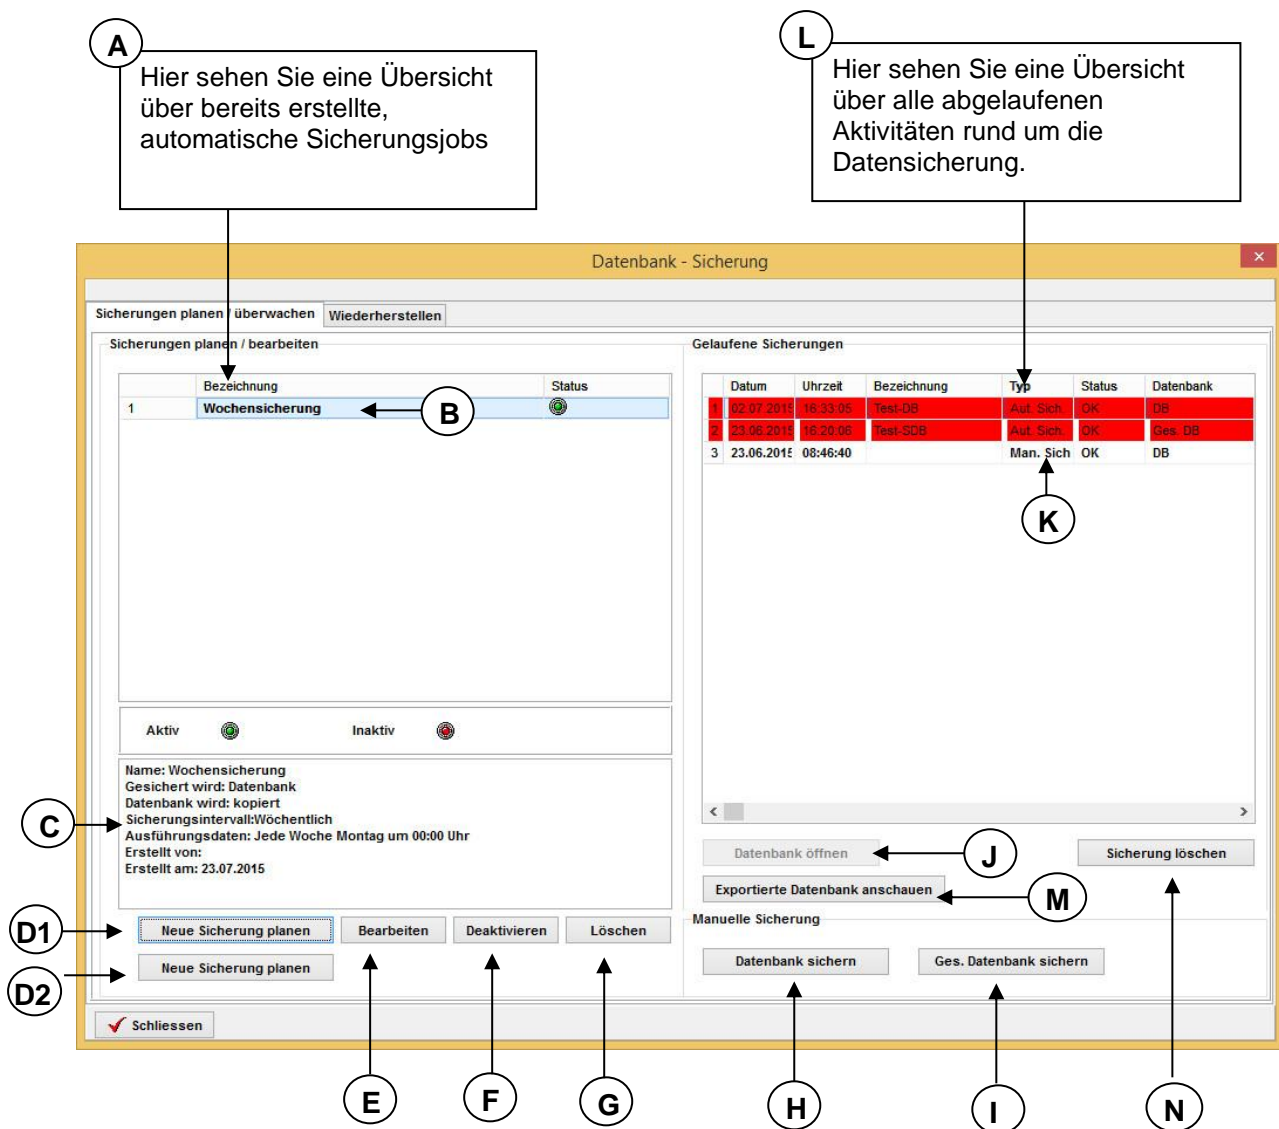 A
Hier sehen Sie eine Übersicht
über bereits erstellte,
automatische Sicherungsjobs
L
Hier sehen Sie eine Übersicht
über alle abgelaufenen
Aktivitäten rund um die
Datensicherung.
Datenbank - Sicherung
Sicherungen planen / überwachen Wiederherstellen
Sicherungen planen / bearbeiten
Bezeichnung Status
1 Wochensicherung
B
Aktiv Inaktiv
Name: Wochensicherung
Gesichert wird: Datenbank
Datenbank wird: kopiert
Sicherungsintervall:Wöchentlich
Ausführungsdaten: Jede Woche Montag um 00:00 Uhr
Erstellt von:
Erstellt am: 23.07.2015
C
D1
Neue Sicherung planen Bearbeiten Deaktivieren Löschen
D2
Neue Sicherung planen
Gelaufene Sicherungen
Datum Uhrzeit Bezeichnung Typ Status Datenbank
1 02.07.2015 16:33:05 Test-DB Aut. Sich. OK DB
2 23.06.2015 16:20:06 Test-SDB Aut. Sich. OK Ges. DB
3 23.06.2015 08:46:40 Man. Sich OK DB
K
Datenbank öffnen J Sicherung löschen
Exportierte Datenbank anschauen M
Manuelle Sicherung
Datenbank sichern Ges. Datenbank sichern
Schliessen
E F G H I N